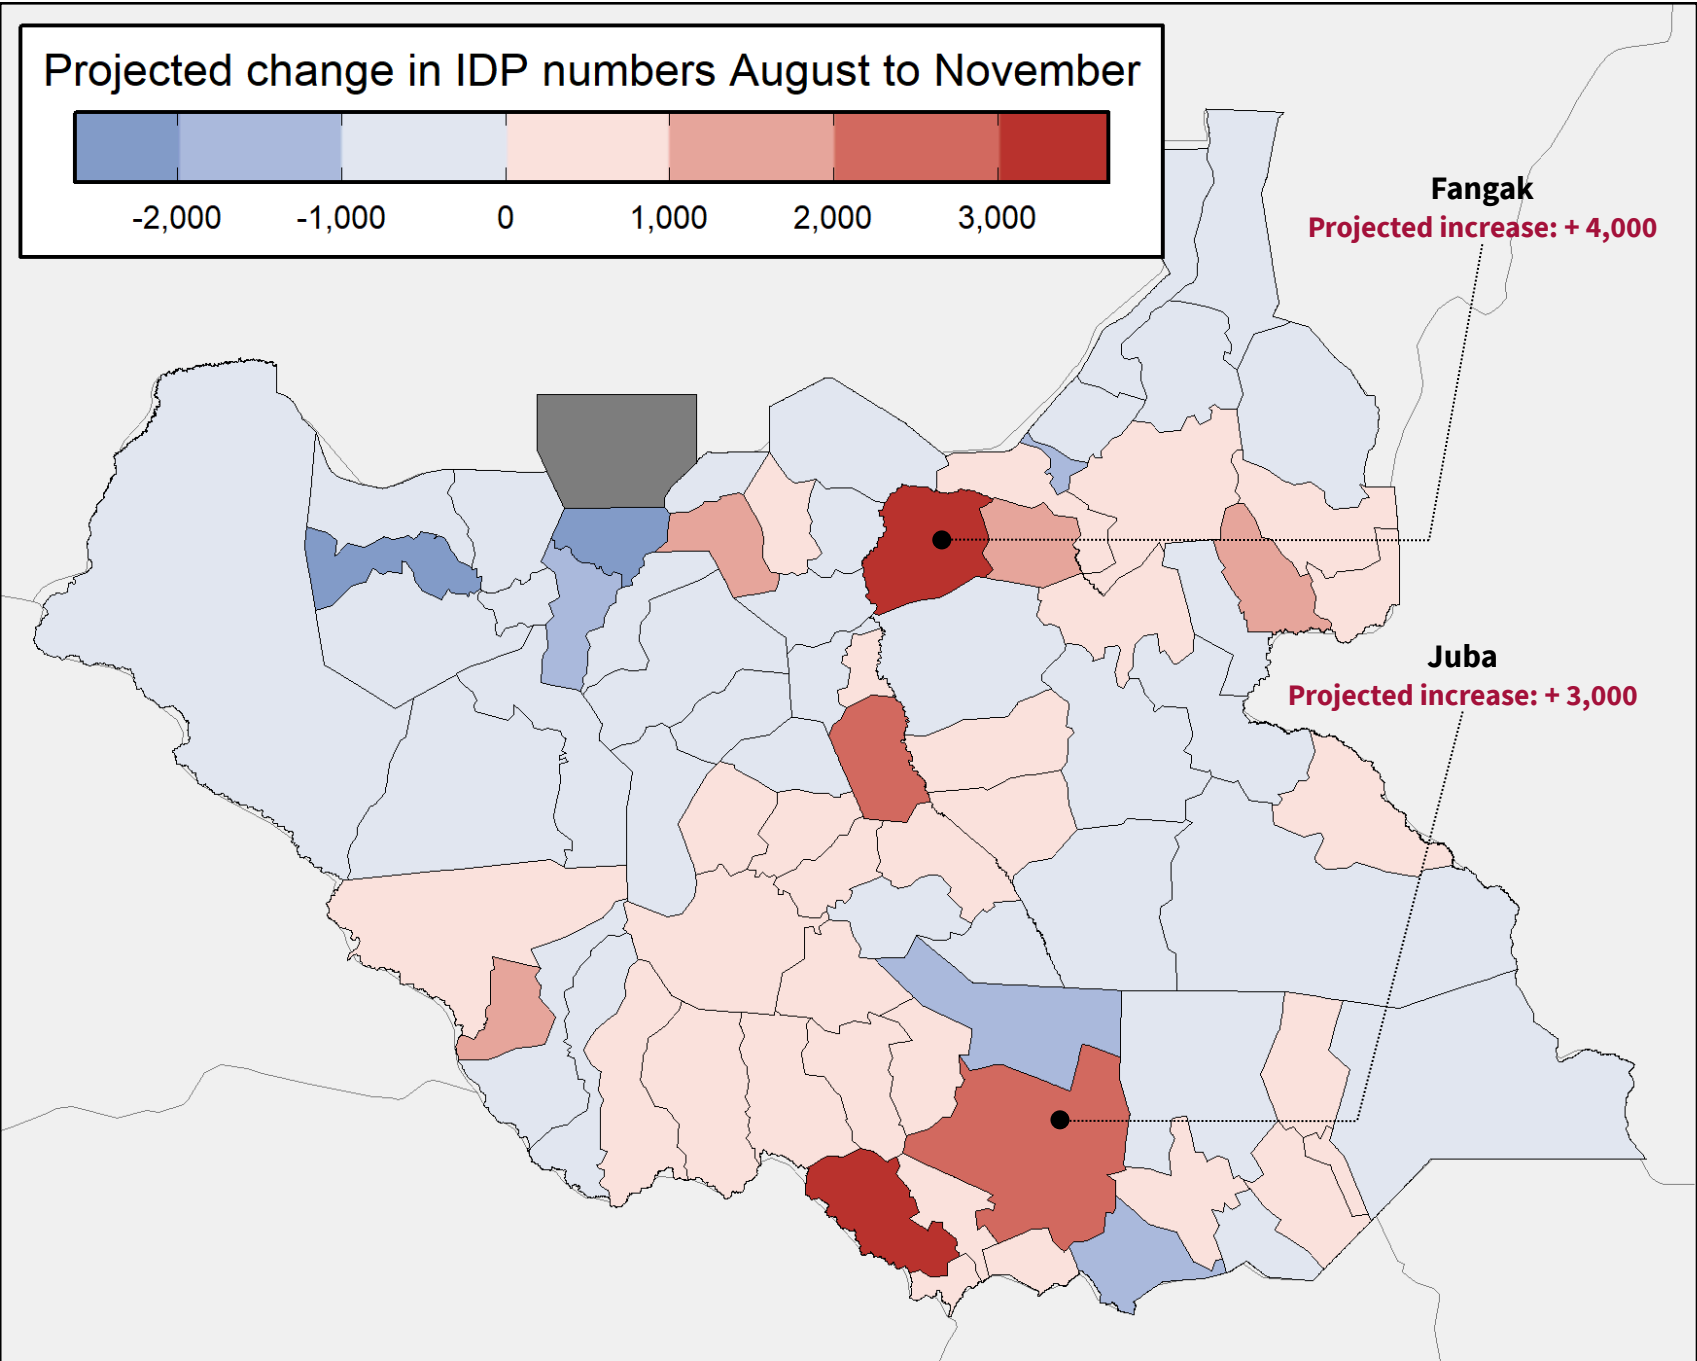 Projected change in IDP numbers August to November
-2,000 -1,000 0 1,000 2,000 3,000
Fangak
Projected increase: + 4,000
Juba
Projected increase: + 3,000